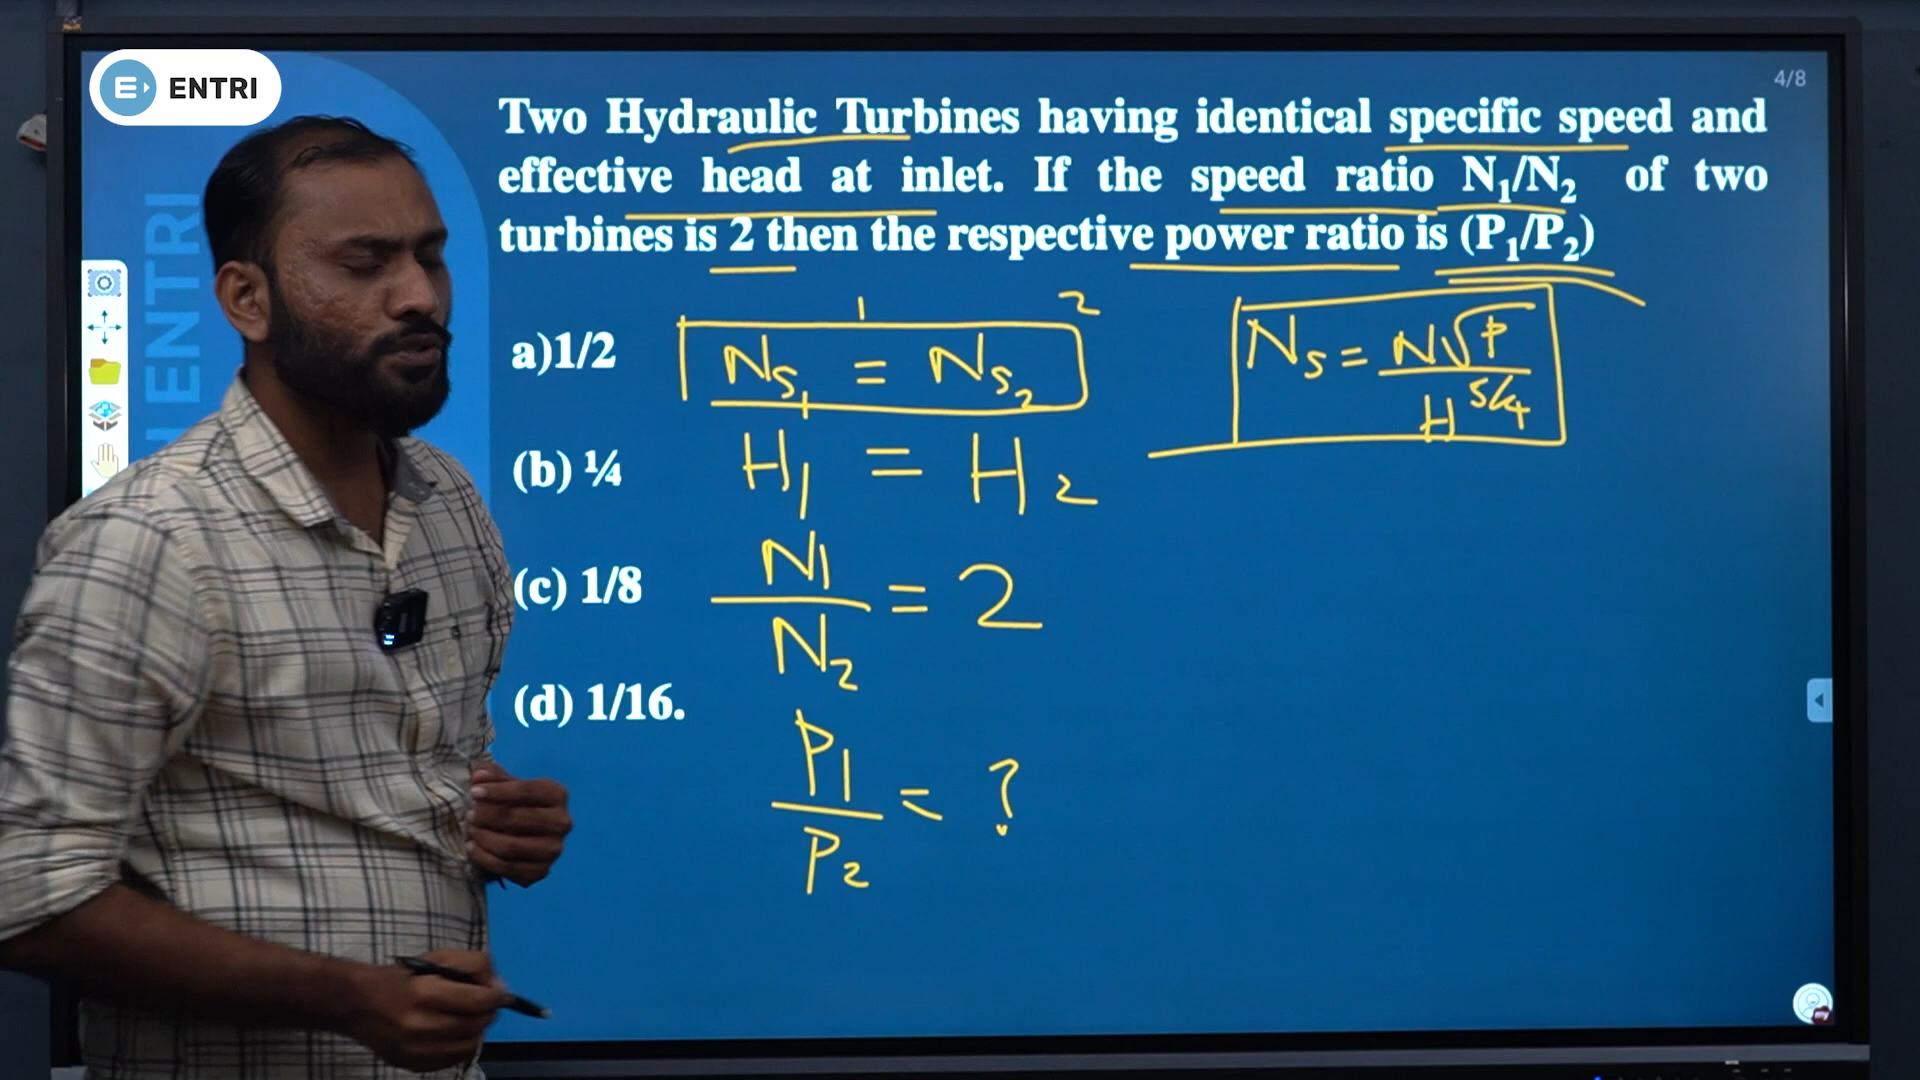 ENTRI
4/8
Two Hydraulic Turbines having identical specific speed and
effective head at inlet. If the speed ratio N₁/N₂ of two
turbines is 2 then the respective power ratio is (P₁/P₂)
a)1/2
(b) ¼
(c) 1/8
(d) 1/16.
1 2
Ns₁ = Ns₂
H₁ = H₂
N₁/N₂ = 2
P₁/P₂ = ?
Ns = N√P/H^5/4
ENTRI